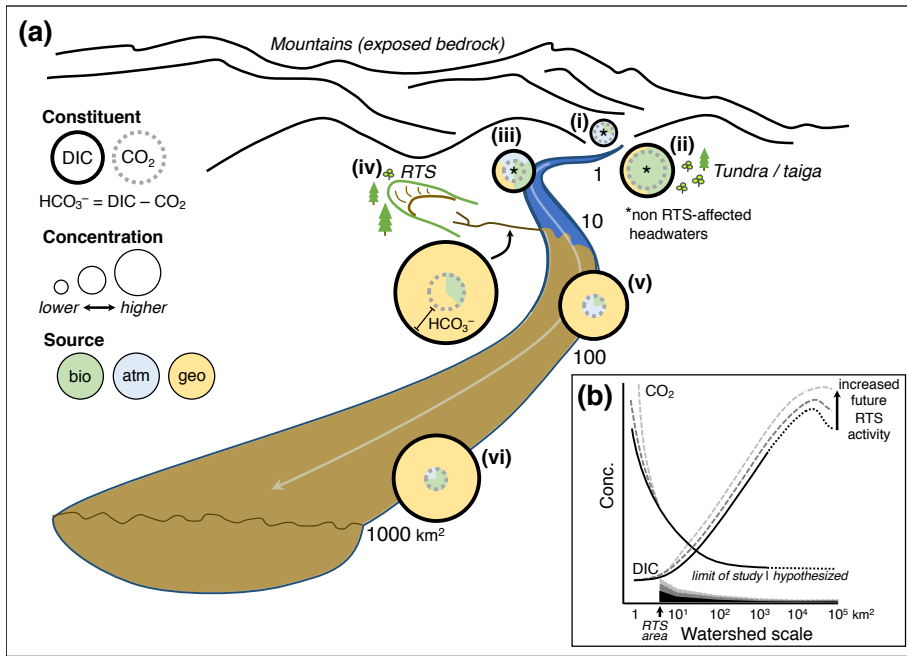 (a)
Mountains (exposed bedrock)
Constituent
DIC
CO₂
HCO₃⁻ = DIC – CO₂
Concentration
lower ↔ higher
Source
bio
atm
geo
(i)
*
(ii)
*
(iii)
*
(iv)
RTS
Tundra / taiga
*non RTS-affected
headwaters
1
10
HCO₃⁻
(v)
100
(vi)
1000 km²
(b)
CO₂
increased
future
RTS
activity
Conc.
DIC
limit of study | hypothesized
1
10¹
10²
10³
10⁴
10⁵ km²
RTS
area
Watershed scale